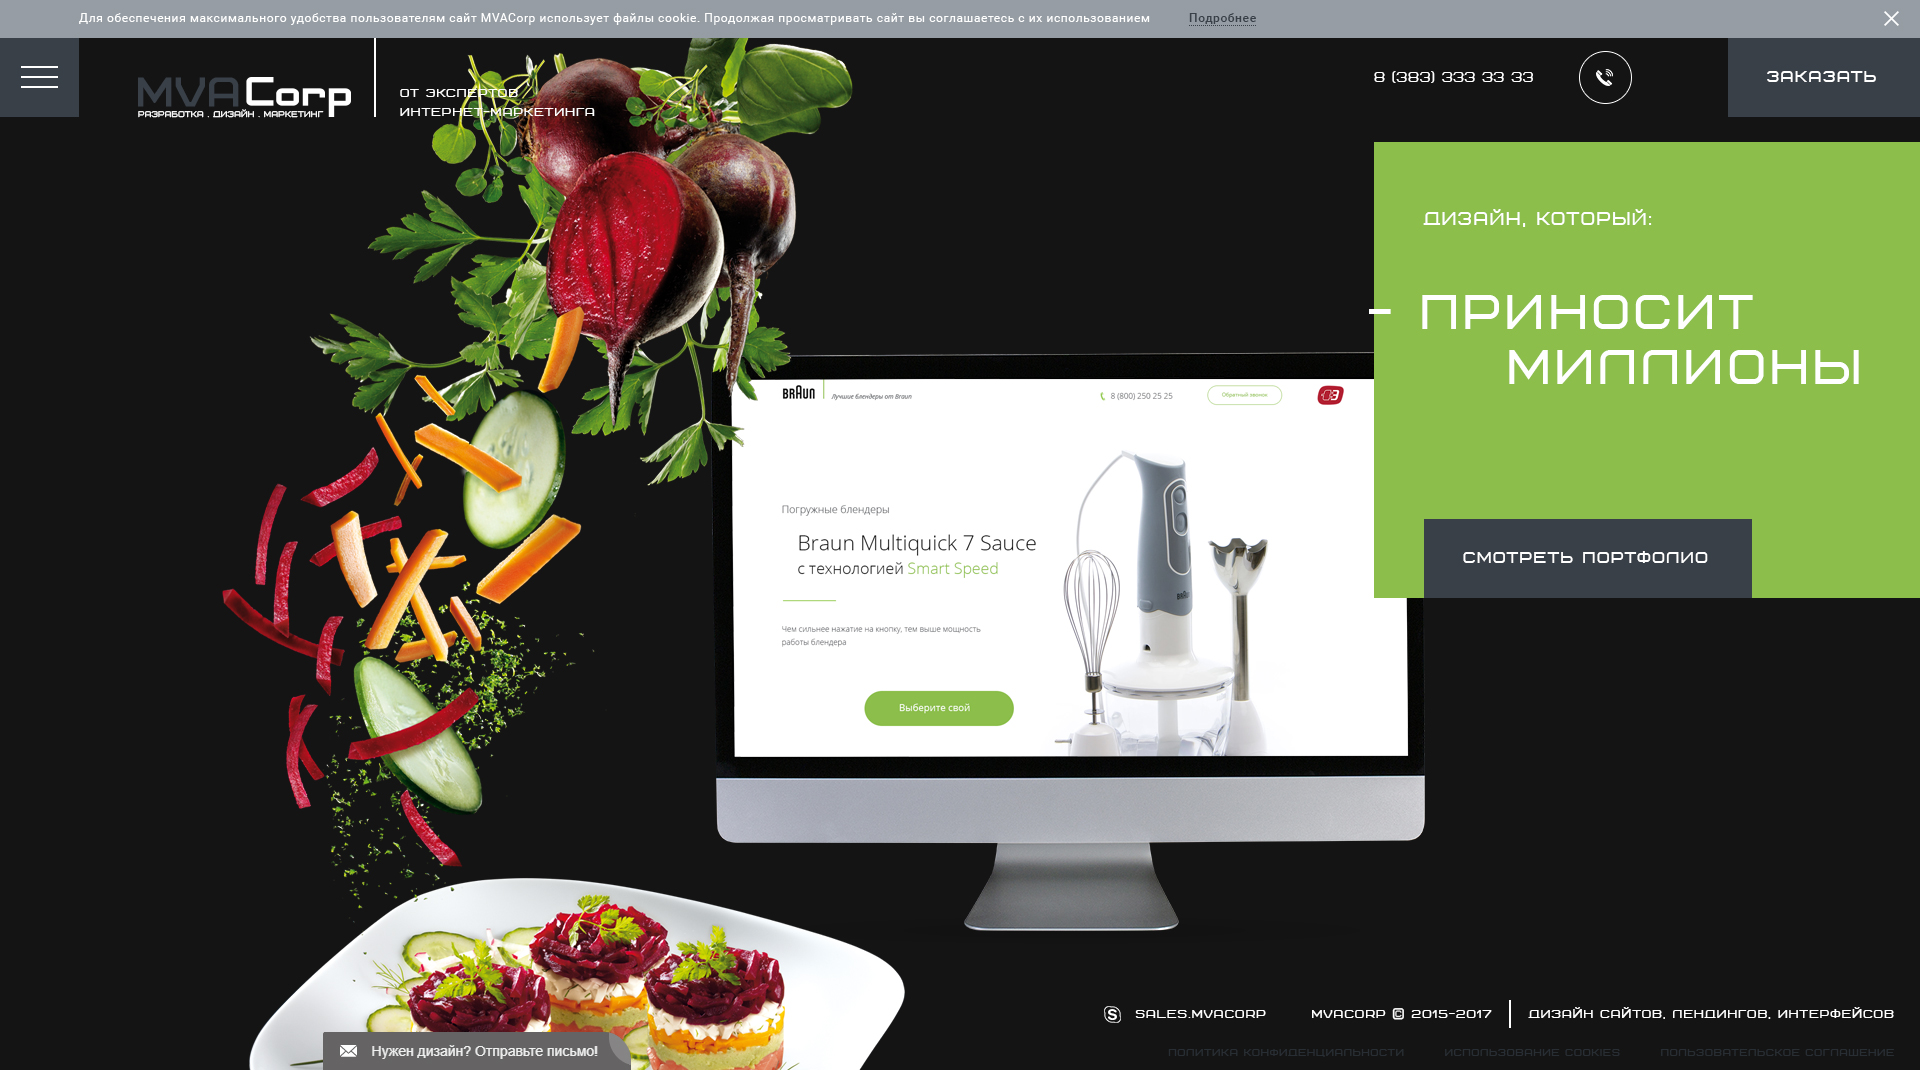 Для обеспечения максимального удобства пользователям сайт MVACorp использует файлы cookie. Продолжая просматривать сайт вы соглашаетесь с их использованием Подробнее
MVACorp
РАЗРАБОТКА . ДИЗАЙН . МАРКЕТИНГ
ОТ ЭКСПЕРТОВ
ИНТЕРНЕТ-МАРКЕТИНГА
8 (383) 333 33 33
ЗАКАЗАТЬ
ДИЗАЙН, КОТОРЫЙ:
- ПРИНОСИТ
МИЛЛИОНЫ
СМОТРЕТЬ ПОРТФОЛИО
BRAUN
Лучшие блендеры от Braun
8 (800) 250 25 25
Обратный звонок
Погружные блендеры
Braun Multiquick 7 Sauce
с технологией Smart Speed
Чем сильнее нажатие на кнопку, тем выше мощность
работы блендера
Выберите свой
BRAUN
SALES.MVACORP
MVACORP © 2015-2017
ДИЗАЙН САЙТОВ, ЛЕНДИНГОВ, ИНТЕРФЕЙСОВ
Нужен дизайн? Отправьте письмо!
ПОЛИТИКА КОНФИДЕНЦИАЛЬНОСТИ
ИСПОЛЬЗОВАНИЕ COOKIES
ПОЛЬЗОВАТЕЛЬСКОЕ СОГЛАШЕНИЕ